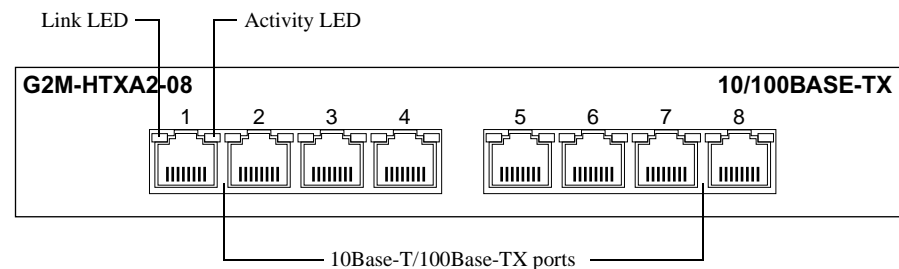 Link LED Activity LED
G2M-HTXA2-08 10/100BASE-TX
1 2 3 4 5 6 7 8
10Base-T/100Base-TX ports